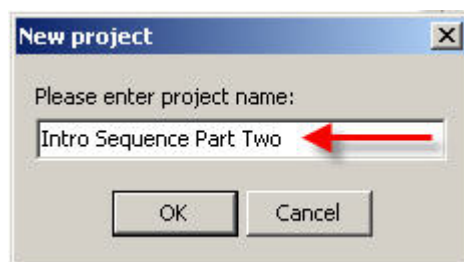 New project
Please enter project name:
Intro Sequence Part Two
OK Cancel